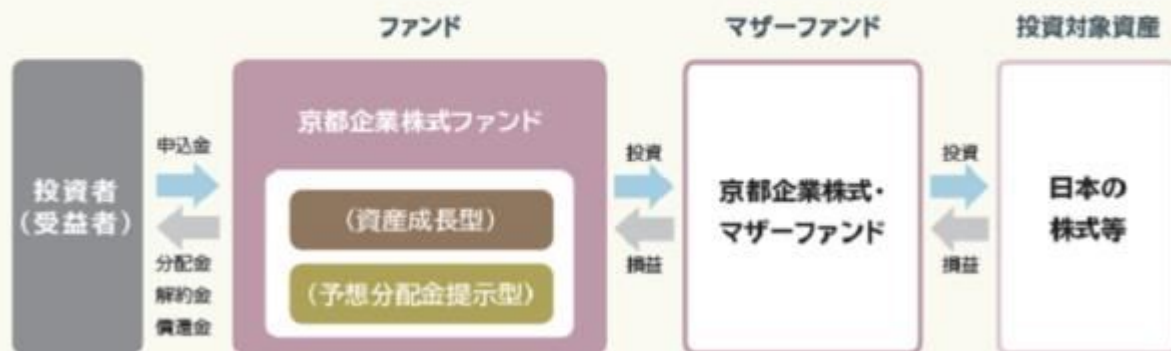 ファンド
マザーファンド
投資対象資産
投資者
(受益者)
申込金
分配金
解約金
償還金
京都企業株式ファンド
(資産成長型)
(予想分配金提示型)
投資
損益
京都企業株式・
マザーファンド
投資
損益
日本の
株式等